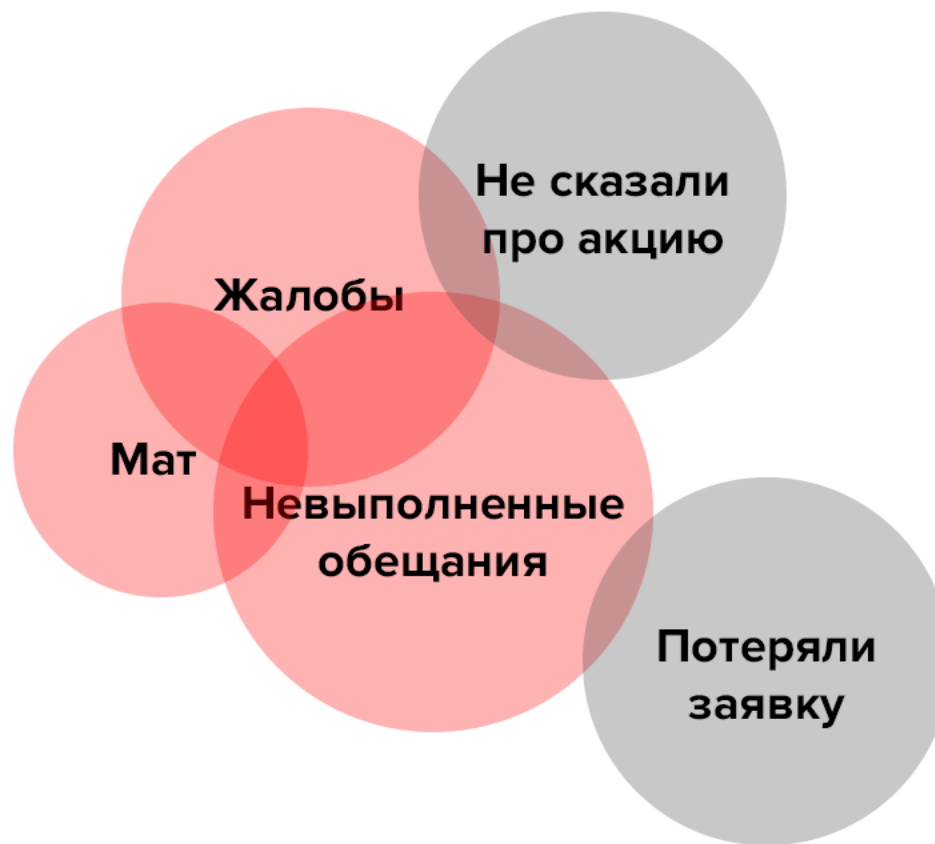 Не сказали
про акцию
Жалобы
Мат
Невыполненные
обещания
Потеряли
заявку